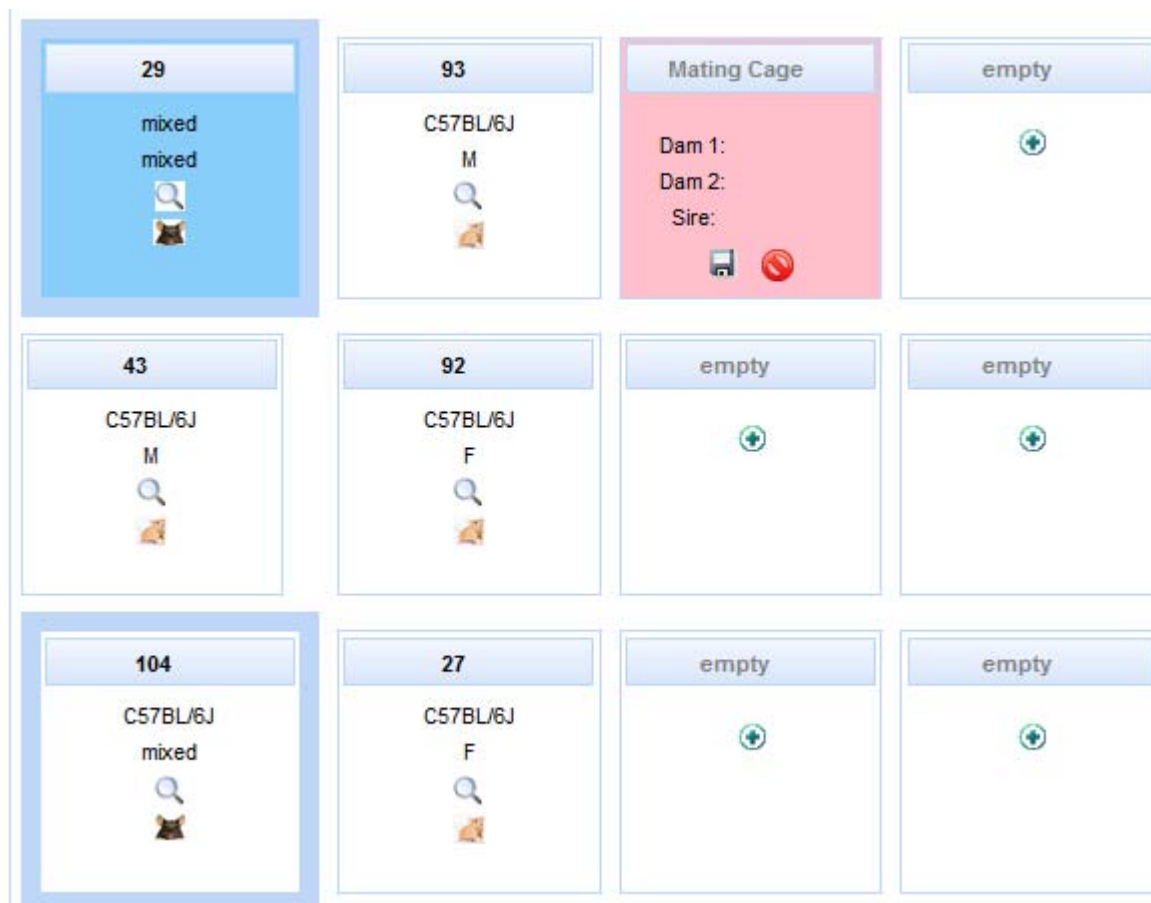 29
mixed
mixed
93
C57BL/6J
M
Mating Cage
Dam 1:
Dam 2:
Sire:
empty
43
C57BL/6J
M
92
C57BL/6J
F
empty
empty
104
C57BL/6J
mixed
27
C57BL/6J
F
empty
empty